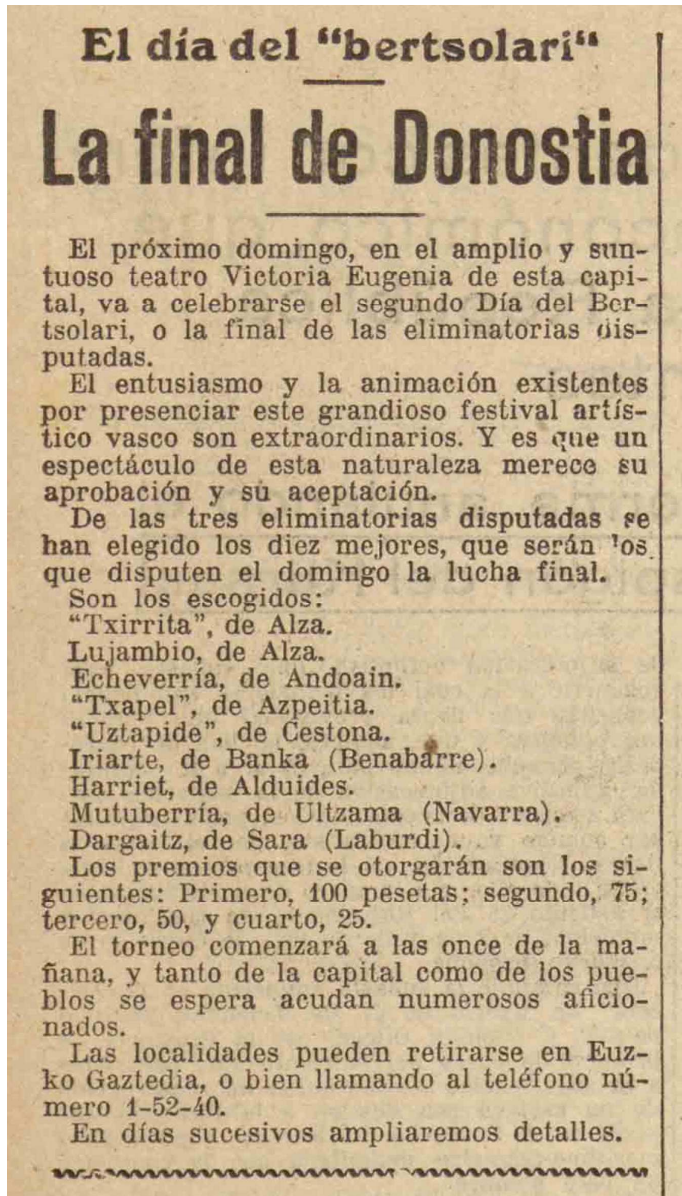 El día del "bertsolari"
La final de Donostia
El próximo domingo, en el amplio y sun-
tuoso teatro Victoria Eugenia de esta capi-
tal, va a celebrarse el segundo Día del Ber-
tsolari, o la final de las eliminatorias dis-
putadas.
El entusiasmo y la animación existentes
por presenciar este grandioso festival artís-
tico vasco son extraordinarios. Y es que un
espectáculo de esta naturaleza merece su
aprobación y su aceptación.
De las tres eliminatorias disputadas se
han elegido los diez mejores, que serán los
que disputen el domingo la lucha final.
Son los escogidos:
"Txirrita", de Alza.
Lujambio, de Alza.
Echeverría, de Andoain.
"Txapel", de Azpeitia.
"Uztapide", de Cestona.
Iriarte, de Banka (Benabarre).
Harriet, de Alduides.
Mutuberría, de Ultzama (Navarra).
Dargaitz, de Sara (Laburdi).
Los premios que se otorgarán son los si-
guientes: Primero, 100 pesetas; segundo, 75;
tercero, 50, y cuarto, 25.
El torneo comenzará a las once de la ma-
ñana, y tanto de la capital como de los pue-
blos se espera acudan numerosos aficio-
nados.
Las localidades pueden retirarse en Euz-
ko Gaztedia, o bien llamando al teléfono nú-
mero 1-52-40.
En días sucesivos ampliaremos detalles.